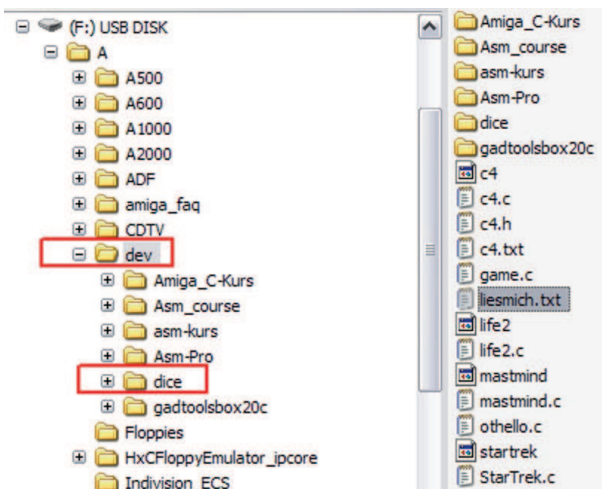 (F:) USB DISK
A
A500
A600
A1000
A2000
ADF
amiga_faq
CDTV
dev
Amiga_C-Kurs
Asm_course
asm-kurs
Asm-Pro
dice
gadtoolsbox20c
Floppies
HxCFloppyEmulator_ipcore
Indivision_ECS
Amiga_C-Kurs
Asm_course
asm-kurs
Asm-Pro
dice
gadtoolsbox20c
c4
c4.c
c4.h
c4.txt
game.c
liesmich.txt
life2
life2.c
mastmind
mastmind.c
othello.c
startrek
StarTrek.c